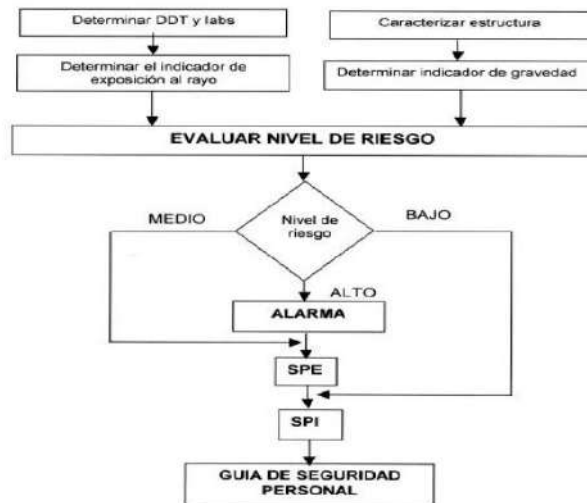 Determinar DDT y Iabs
Caracterizar estructura
Determinar el indicador de
exposición al rayo
Determinar indicador de gravedad
EVALUAR NIVEL DE RIESGO
MEDIO
Nivel de
riesgo
BAJO
ALTO
ALARMA
SPE
SPI
GUIA DE SEGURIDAD
PERSONAL